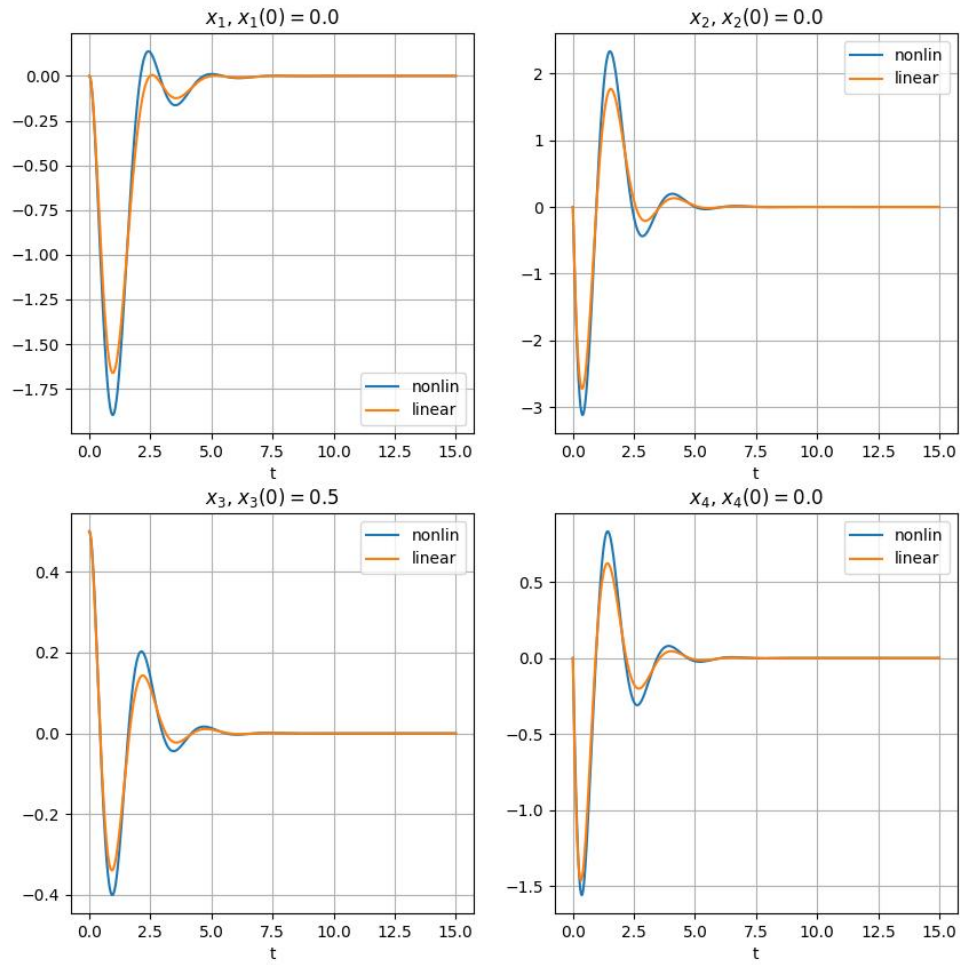 x₁, x₁(0) = 0.0
0.00
−0.25
−0.50
−0.75
−1.00
−1.25
−1.50
−1.75
nonlin
linear
0.0 2.5 5.0 7.5 10.0 12.5 15.0
t
x₂, x₂(0) = 0.0
nonlin
linear
2
1
0
−1
−2
−3
0.0 2.5 5.0 7.5 10.0 12.5 15.0
t
x₃, x₃(0) = 0.5
nonlin
linear
0.4
0.2
0.0
−0.2
−0.4
0.0 2.5 5.0 7.5 10.0 12.5 15.0
t
x₄, x₄(0) = 0.0
nonlin
linear
0.5
0.0
−0.5
−1.0
−1.5
0.0 2.5 5.0 7.5 10.0 12.5 15.0
t